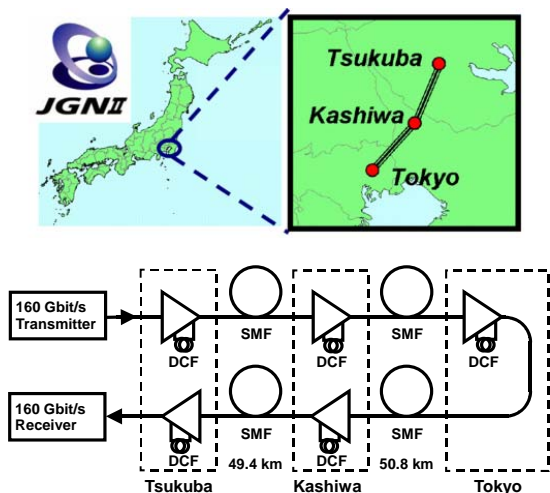 JGNII
Tsukuba
Kashiwa
Tokyo
160 Gbit/s
Transmitter
DCF
SMF
DCF
SMF
DCF
160 Gbit/s
Receiver
DCF
SMF
DCF
SMF
49.4 km
50.8 km
Tsukuba
Kashiwa
Tokyo